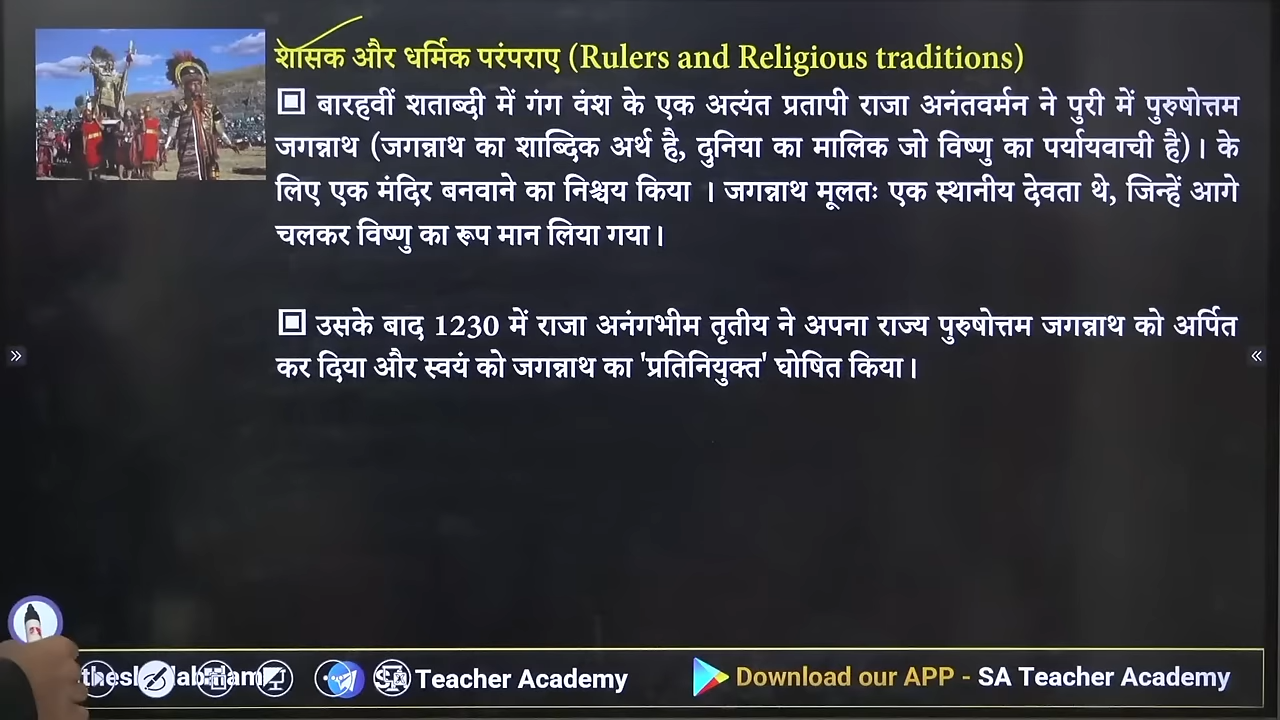 शासक और धर्मिक परंपराए (Rulers and Religious traditions)
बारहवीं शताब्दी में गंग वंश के एक अत्यंत प्रतापी राजा अनंतवर्मन ने पुरी में पुरुषोत्तम
जगन्नाथ (जगन्नाथ का शाब्दिक अर्थ है, दुनिया का मालिक जो विष्णु का पर्यायवाची है)। के
लिए एक मंदिर बनवाने का निश्चय किया । जगन्नाथ मूलतः एक स्थानीय देवता थे, जिन्हें आगे
चलकर विष्णु का रूप मान लिया गया।
उसके बाद 1230 में राजा अनंगभीम तृतीय ने अपना राज्य पुरुषोत्तम जगन्नाथ को अर्पित
कर दिया और स्वयं को जगन्नाथ का 'प्रतिनियुक्त' घोषित किया।
Teacher Academy
Download our APP - SA Teacher Academy